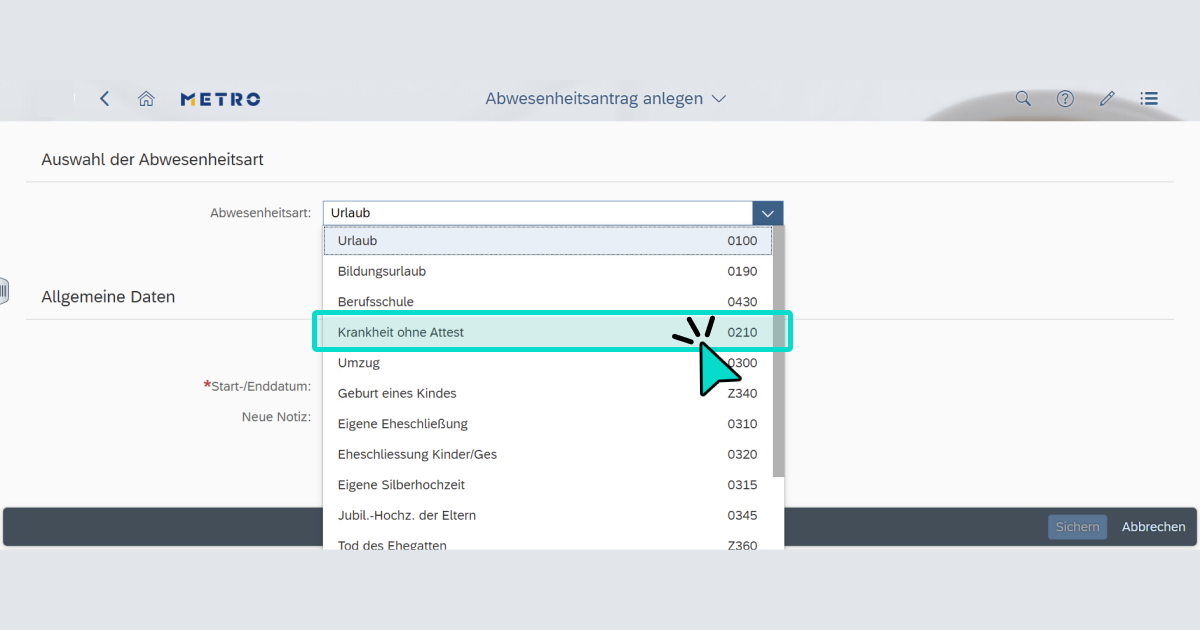 METRO
Abwesenheitsantrag anlegen
Auswahl der Abwesenheitsart
Abwesenheitsart: Urlaub
Urlaub 0100
Bildungsurlaub 0190
Berufsschule 0430
Krankheit ohne Attest 0210
Umzug 0300
Geburt eines Kindes Z340
Eigene Eheschließung 0310
Eheschliessung Kinder/Ges 0320
Eigene Silberhochzeit 0315
Jubil.-Hochz. der Eltern 0345
Tod des Ehegatten Z360
Allgemeine Daten
*Start-/Enddatum:
Neue Notiz:
Sichern Abbrechen